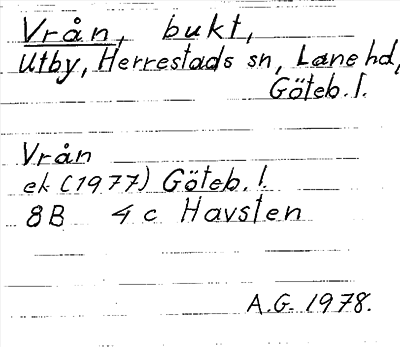 Vrån, bukt,
Utby, Herrestads sn, Lane hd,
Göteb. l.
Vrån
ek (1977) Göteb. l.
8B 4c Havsten
A.G. 1978.